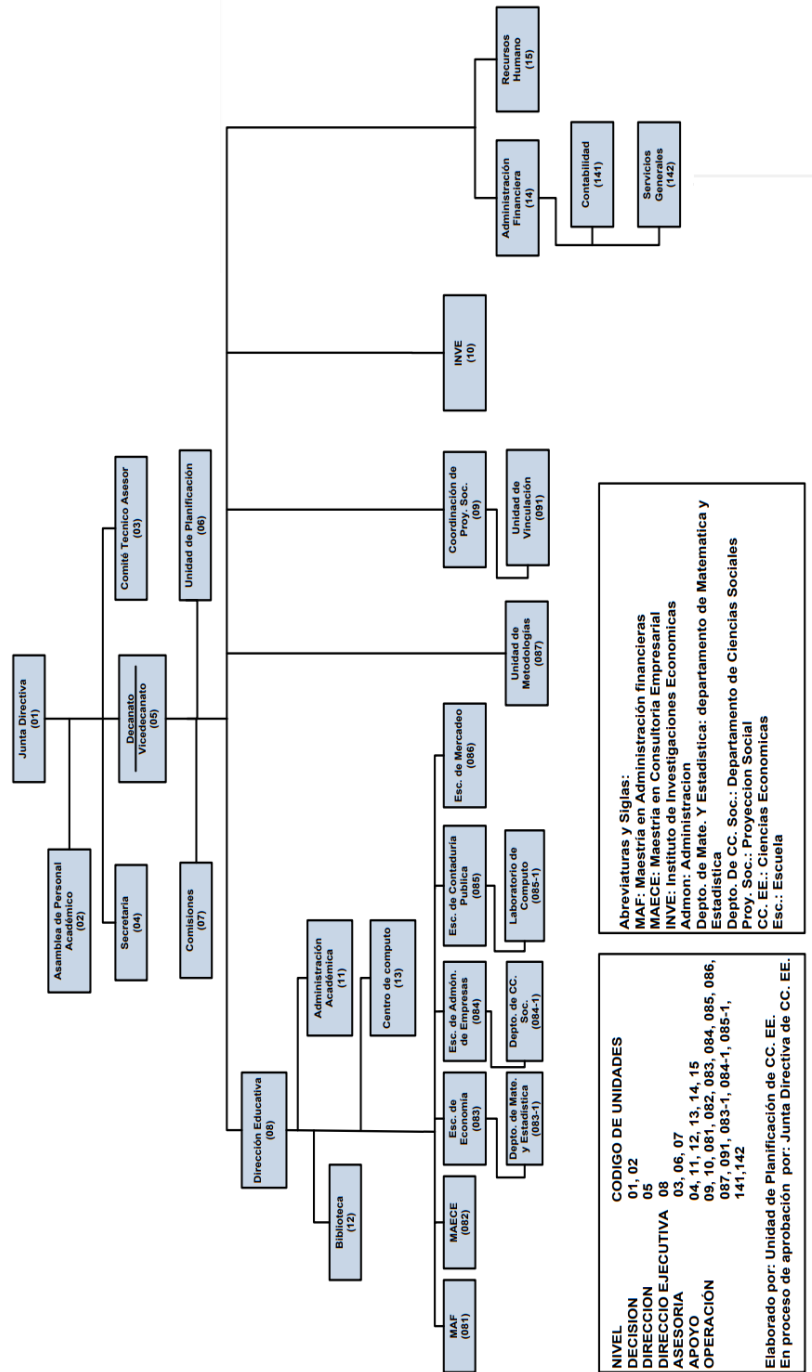 Junta Directiva
(01)
Asamblea de Personal
Académico
(02)
Comité Tecnico Asesor
(03)
Secretaria
(04)
Decanato
Vicedecanato
(05)
Comisiones
(07)
Unidad de Planificación
(06)
Dirección Educativa
(08)
Biblioteca
(12)
Administración
Académica
(11)
Centro de computo
(13)
MAF
(081)
MAECE
(082)
Esc. de
Economía
(083)
Esc. de Admón.
de Empresas
(084)
Esc. de Contaduría
Publica
(085)
Esc. de Mercadeo
(086)
Unidad de
Metodologías
(087)
Coordinación de
Proy. Soc.
(09)
INVE
(10)
Administración
Financiera
(14)
Recursos
Humano
(15)
Depto. de Mate.
y Estadística
(083-1)
Depto. de CC.
Soc.
(084-1)
Laboratorio de
Computo
(085-1)
Unidad de
Vinculación
(091)
Contabilidad
(141)
Servicios
Generales
(142)
NIVEL CODIGO DE UNIDADES
DECISION 01, 02
DIRECCION 05
DIRECCIO EJECUTIVA 08
ASESORIA 03, 06, 07
APOYO 04, 11, 12, 13, 14, 15
OPERACIÓN 09, 10, 081, 082, 083, 084, 085, 086,
087, 091, 083-1, 084-1, 085-1,
141,142
Elaborado por: Unidad de Planificación de CC. EE.
En proceso de aprobación por: Junta Directiva de CC. EE.
Abreviaturas y Siglas:
MAF: Maestría en Administración financieras
MAECE: Maestria en Consultoría Empresarial
INVE: Instituto de Investigaciones Economicas
Admon: Administracion
Depto. de Mate. Y Estadistica: departamento de Matematica y
Estadistica
Depto. De CC. Soc.: Departamento de Ciencias Sociales
Proy. Soc.: Proyeccion Social
CC. EE.: Ciencias Economicas
Esc.: Escuela